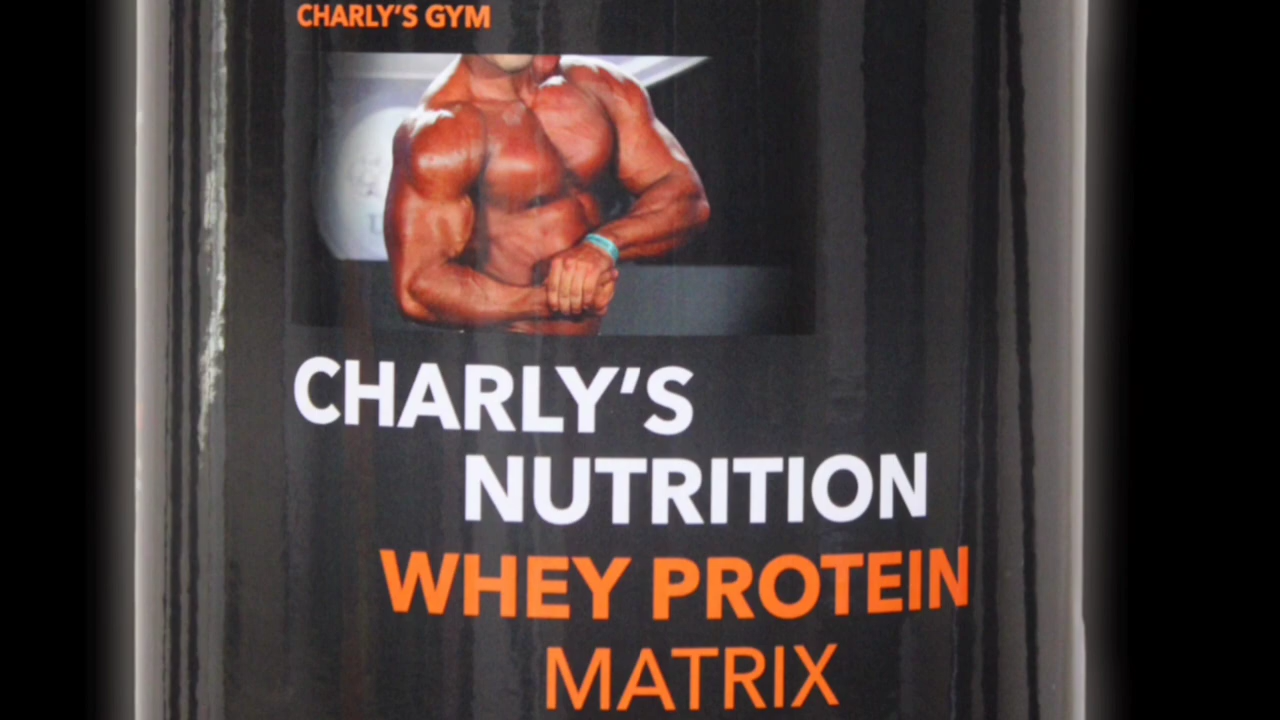 CHARLY'S GYM
CHARLY'S
NUTRITION
WHEY PROTEIN
MATRIX